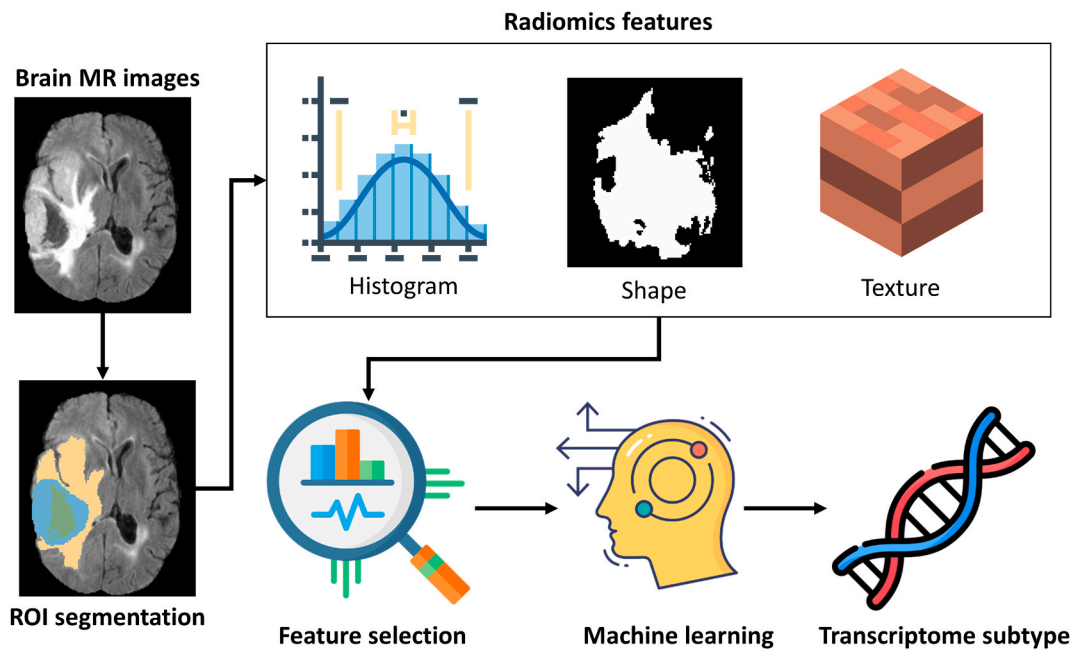 Radiomics features
Brain MR images
Histogram
Shape
Texture
ROI segmentation
Feature selection
Machine learning
Transcriptome subtype